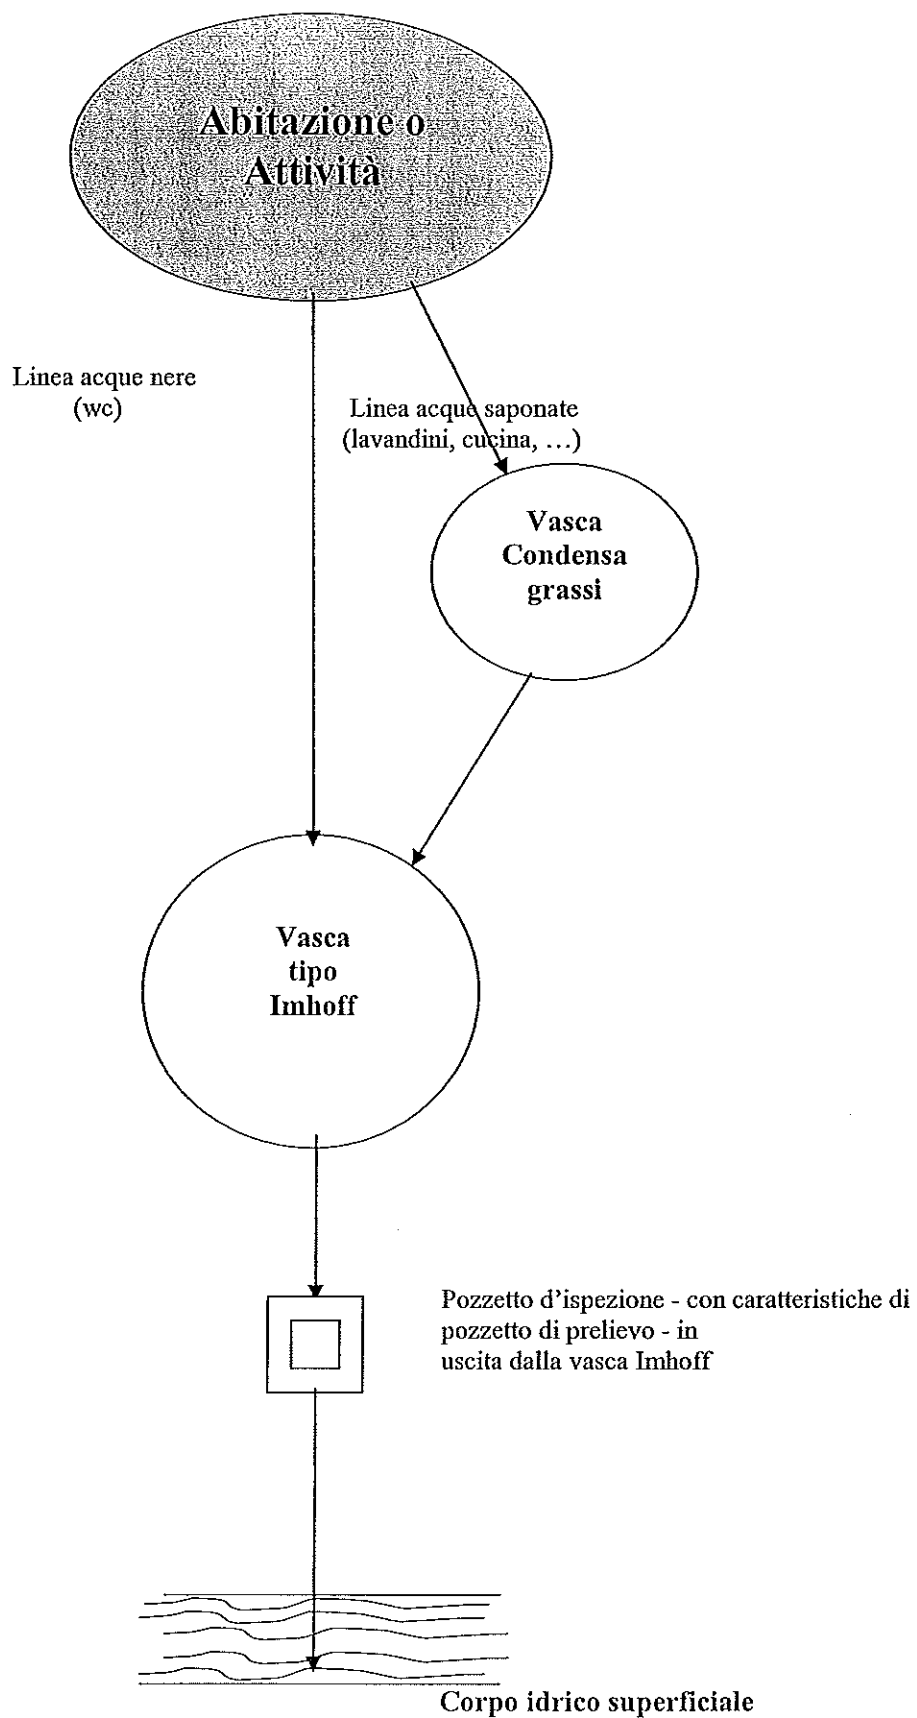 Abitazione o
Attività
Linea acque nere
(wc)
Linea acque saponate
(lavandini, cucina, …)
Vasca
Condensa
grassi
Vasca
tipo
Imhoff
Pozzetto d’ispezione - con caratteristiche di
pozzetto di prelievo - in
uscita dalla vasca Imhoff
Corpo idrico superficiale